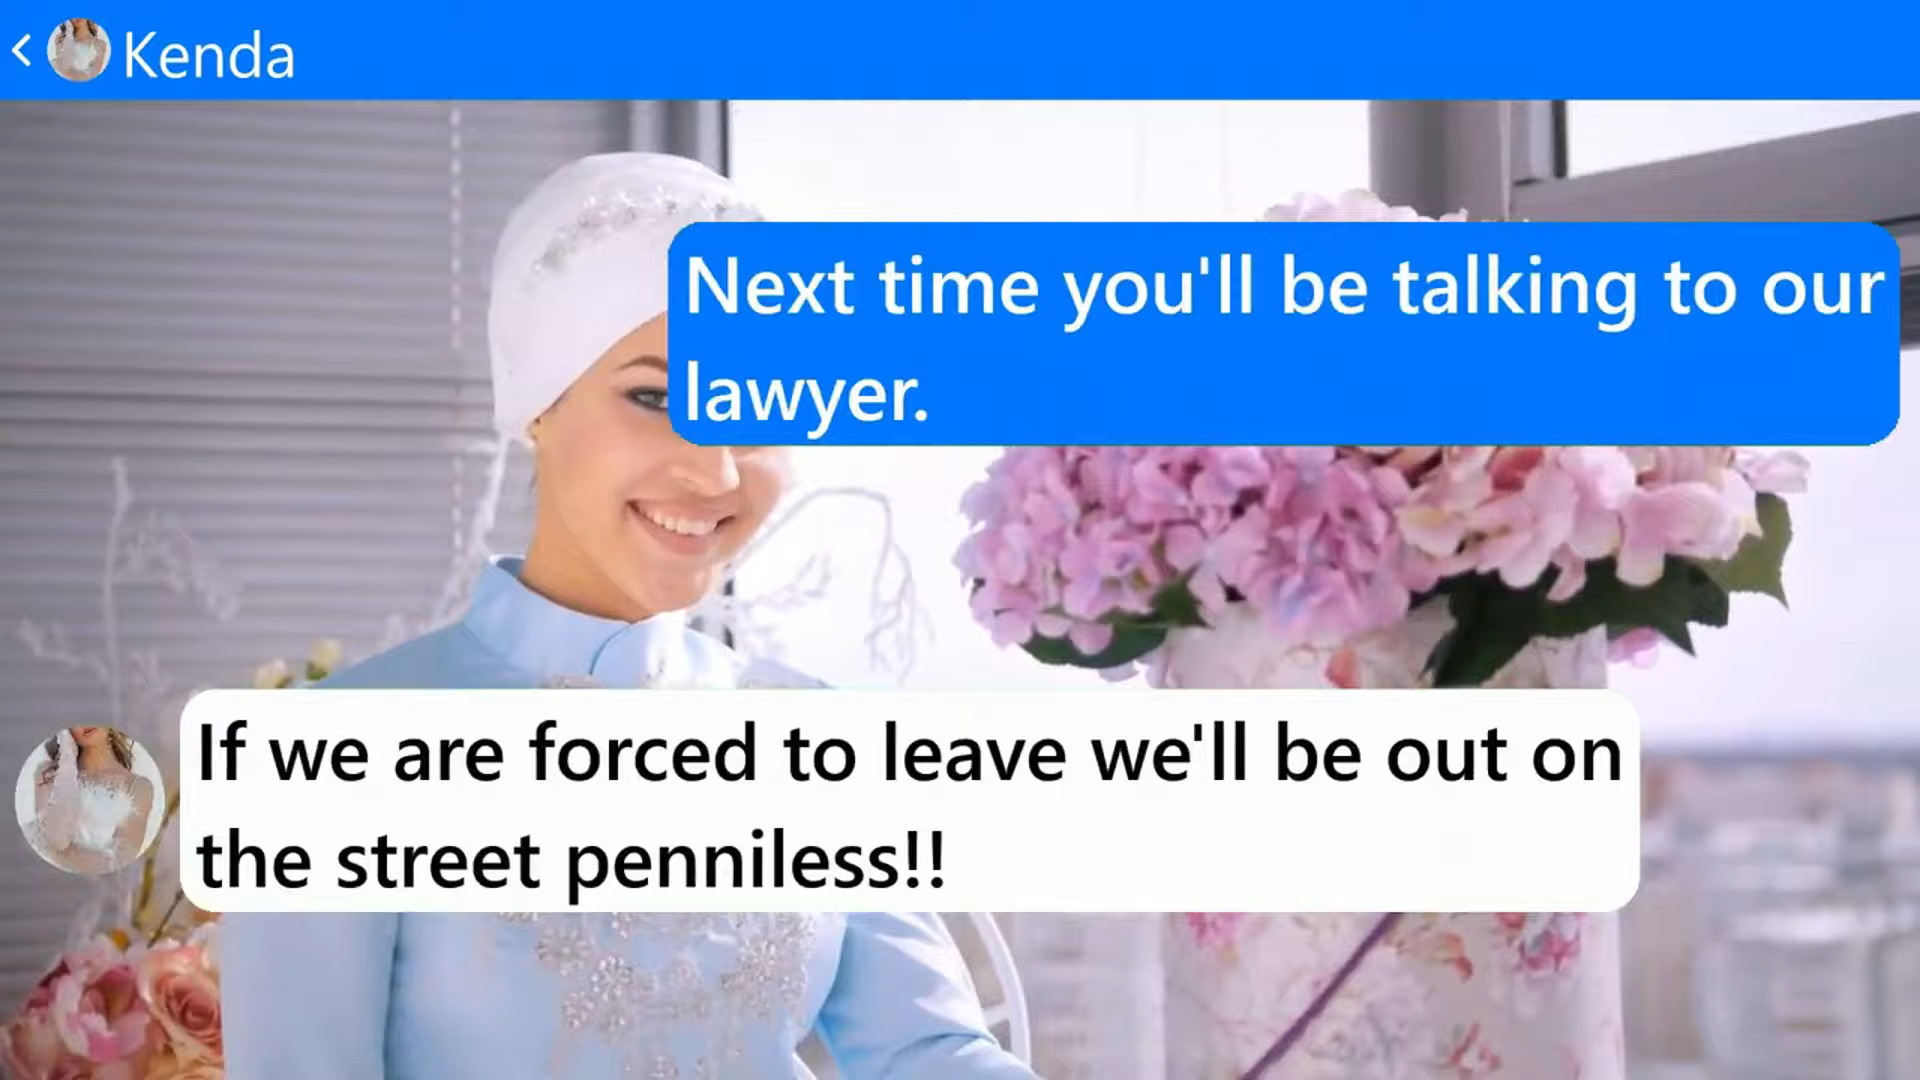 Kenda
Next time you'll be talking to our
lawyer.
If we are forced to leave we'll be out on
the street penniless!!